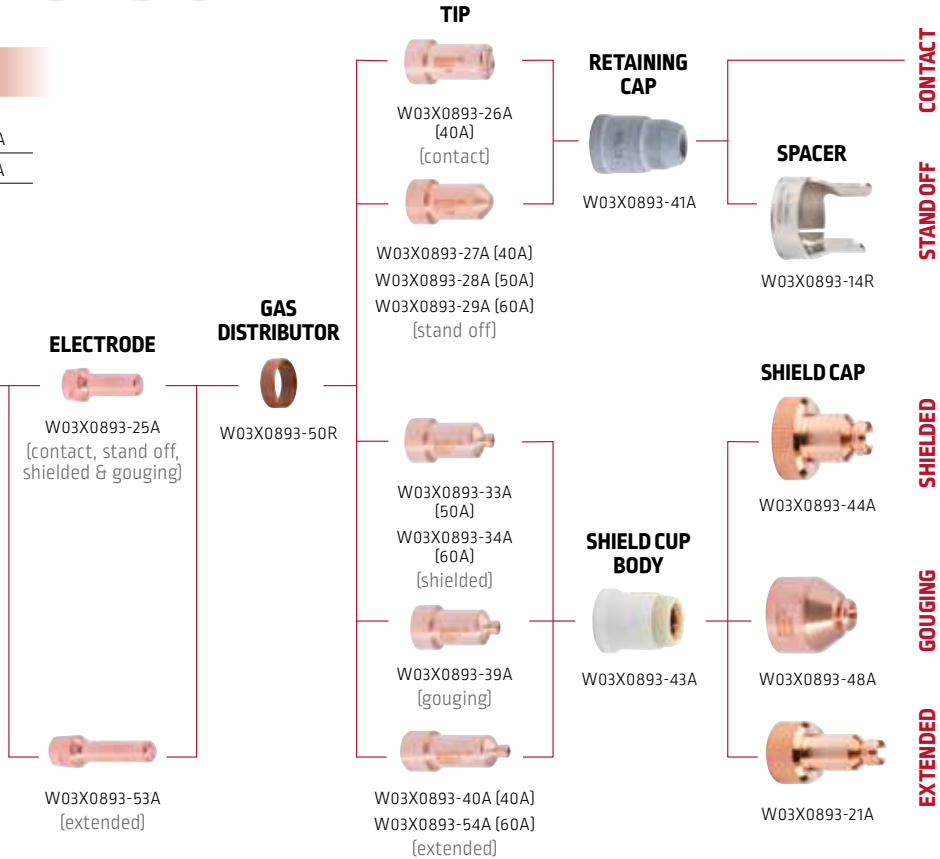 TIP
W03X0893-26A
(40A)
(contact)
W03X0893-27A (40A)
W03X0893-28A (50A)
W03X0893-29A (60A)
(stand off)
RETAINING
CAP
W03X0893-41A
SPACER
W03X0893-14R
CONTACT
STAND OFF
A
A
ELECTRODE
W03X0893-25A
(contact, stand off,
shielded & gouging)
W03X0893-53A
(extended)
GAS
DISTRIBUTOR
W03X0893-50R
W03X0893-33A
(50A)
W03X0893-34A
(60A)
(shielded)
W03X0893-39A
(gouging)
W03X0893-40A (40A)
W03X0893-54A (60A)
(extended)
SHIELD CUP
BODY
W03X0893-43A
SHIELD CAP
W03X0893-44A
W03X0893-48A
W03X0893-21A
SHIELDED
GOUGING
EXTENDED